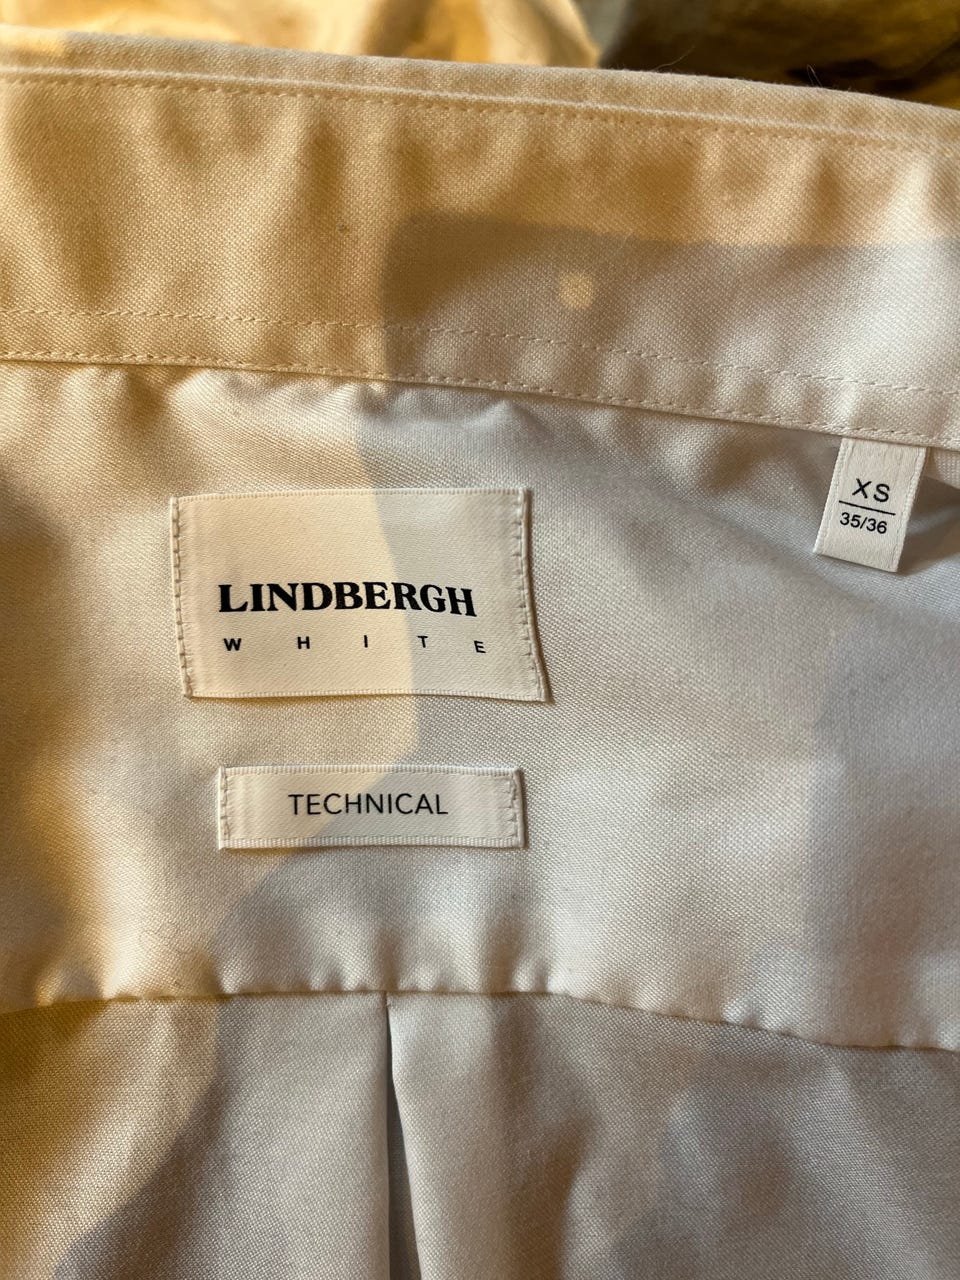 XS
35/36
LINDBERGH
WHITE
TECHNICAL